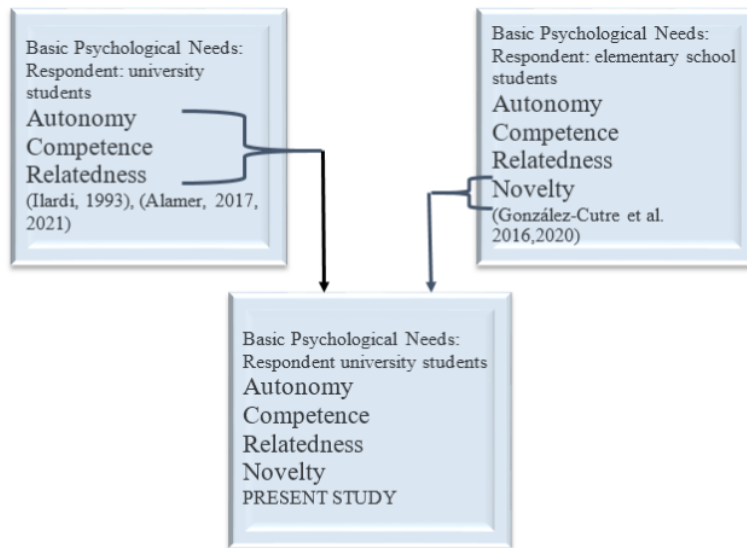 Basic Psychological Needs:
Respondent: university
students
Autonomy
Competence
Relatedness
(Ilardi, 1993), (Alamer, 2017,
2021)
Basic Psychological Needs:
Respondent: elementary school
students
Autonomy
Competence
Relatedness
Novelty
(González-Cutre et al.
2016,2020)
Basic Psychological Needs:
Respondent university students
Autonomy
Competence
Relatedness
Novelty
PRESENT STUDY